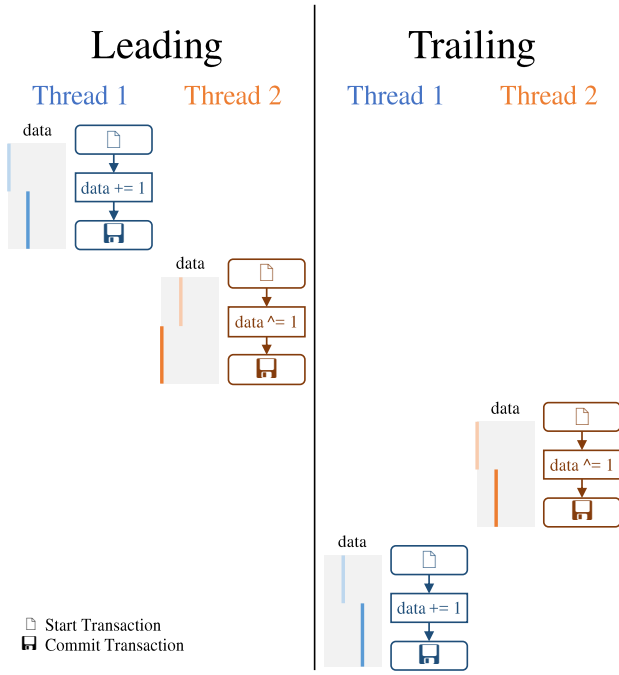 Leading
Trailing
Thread 1
Thread 2
Thread 1
Thread 2
data
data += 1
data
data ^= 1
data
data ^= 1
data
data += 1
Start Transaction
Commit Transaction